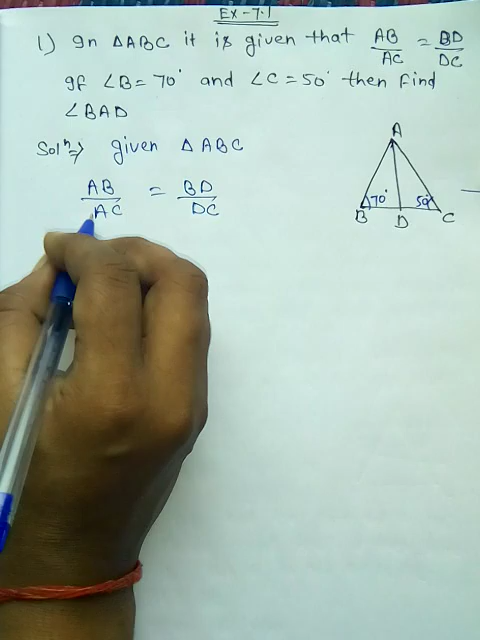 Ex-7.1
1) In ΔABC it is given that AB/AC = BD/DC
If ∠B = 70° and ∠C = 50° then find
∠BAD
Solⁿ⇒ given ΔABC
AB/AC = BD/DC
A
70° 50°
B D C